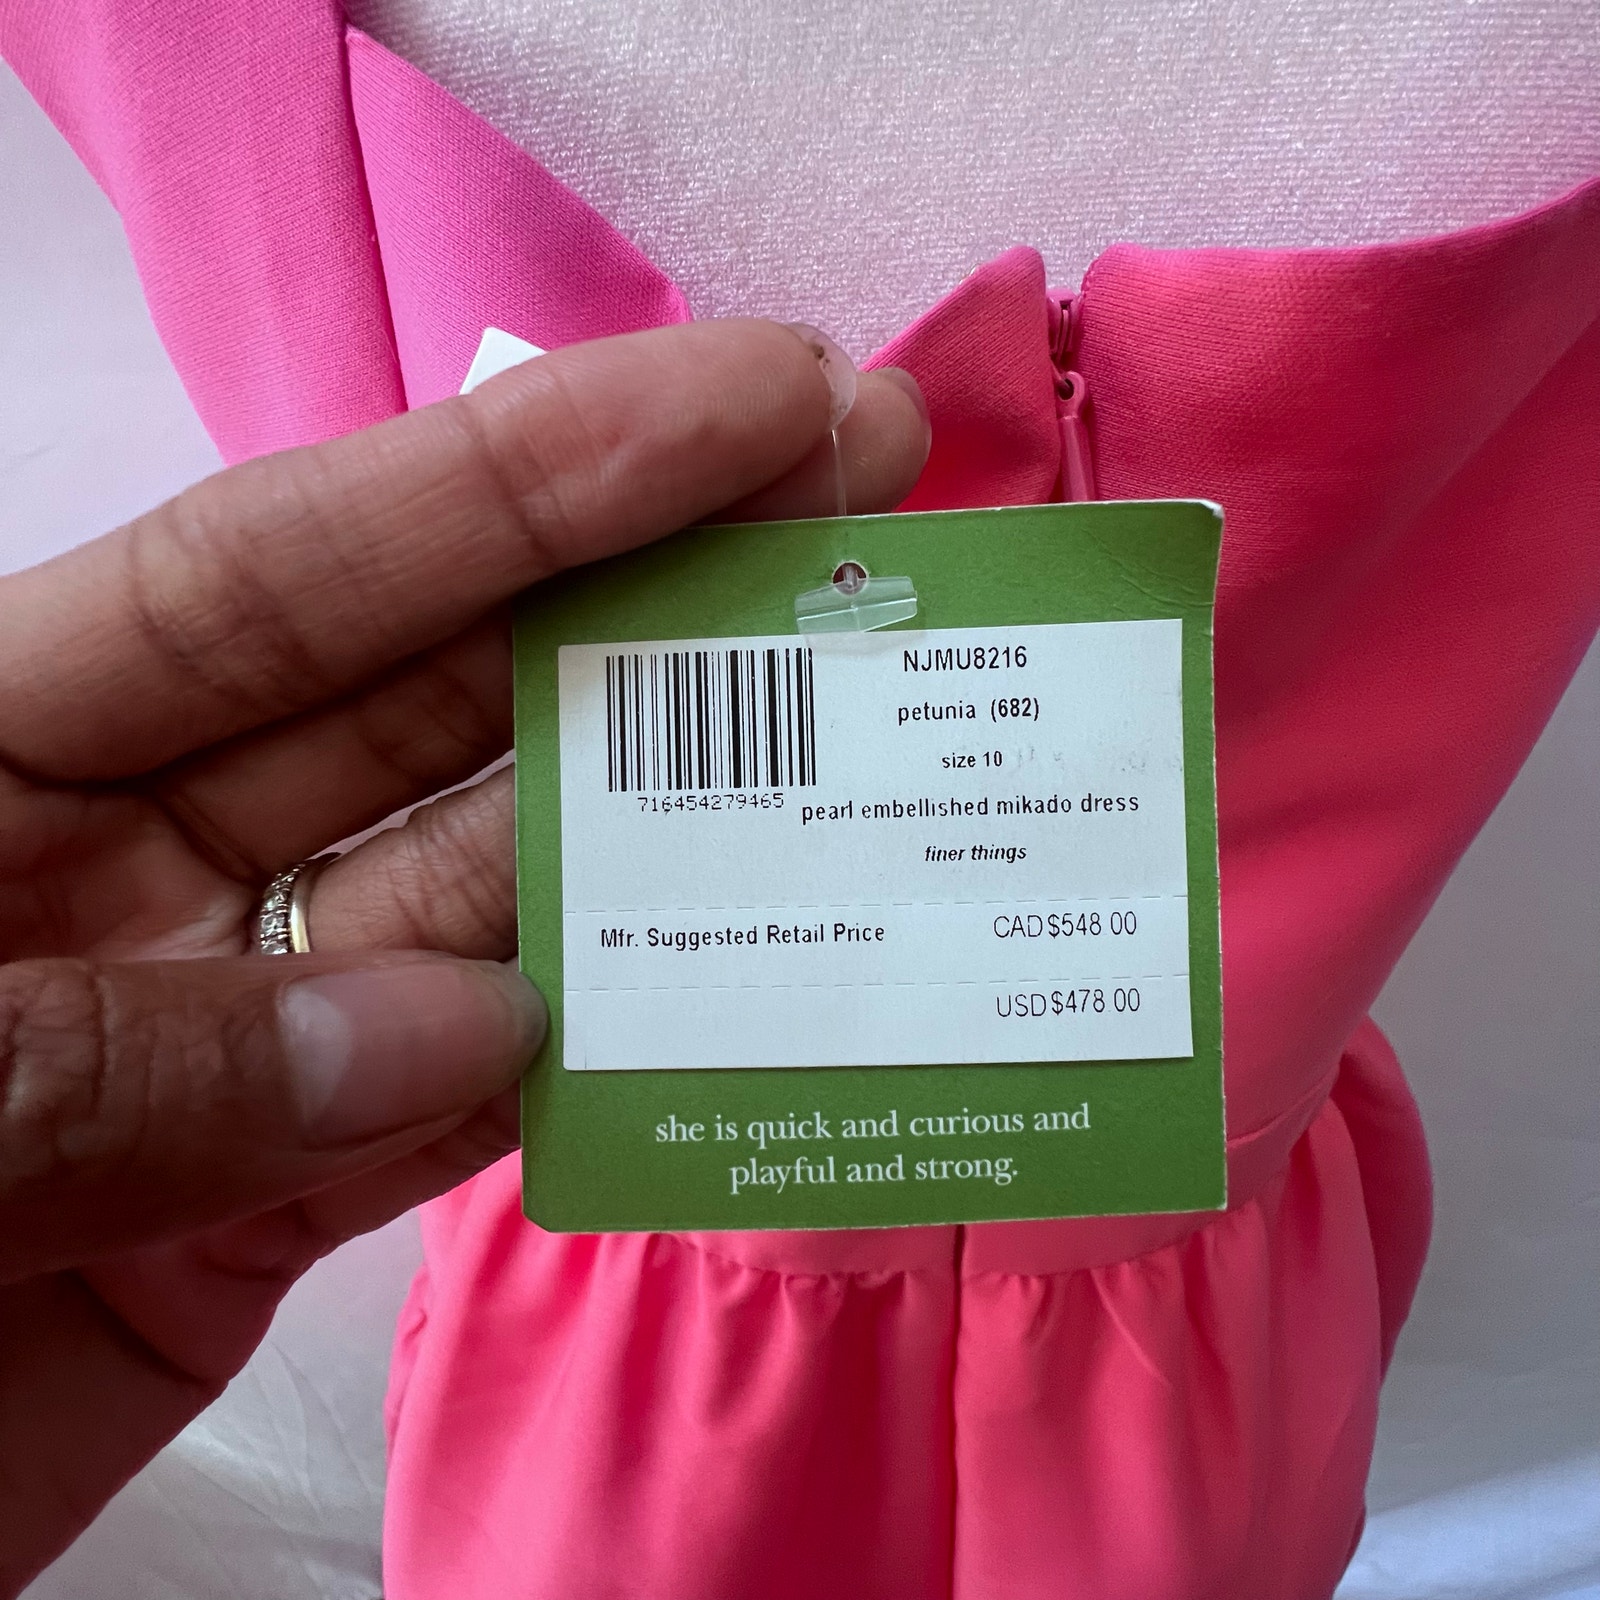 NJMU8216
petunia (682)
size 10
716454279465
pearl embellished mikado dress
finer things
Mfr. Suggested Retail Price CAD$548.00
USD$478.00
she is quick and curious and
playful and strong.